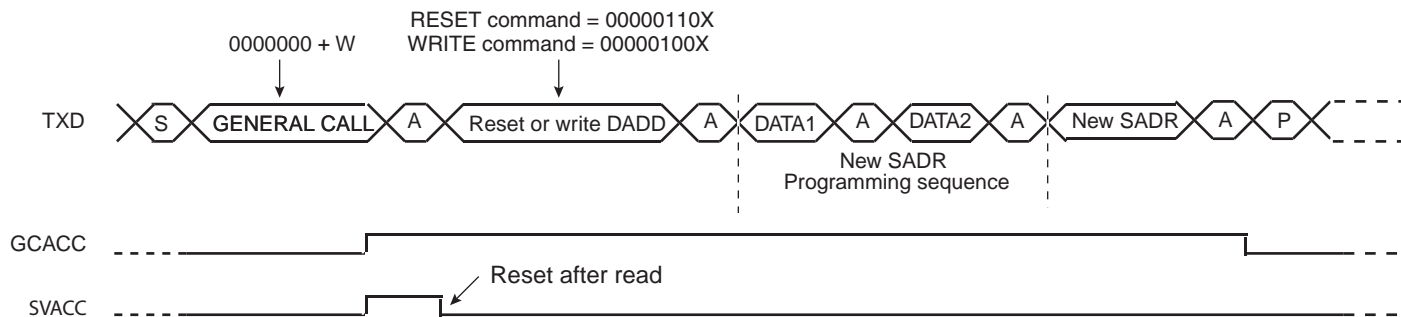 RESET command = 00000110X
0000000 + W
WRITE command = 00000100X
TXD
S
GENERAL CALL
A
Reset or write DADD
A
DATA1
A
DATA2
A
New SADR
A
P
New SADR
Programming sequence
GCACC
Reset after read
SVACC